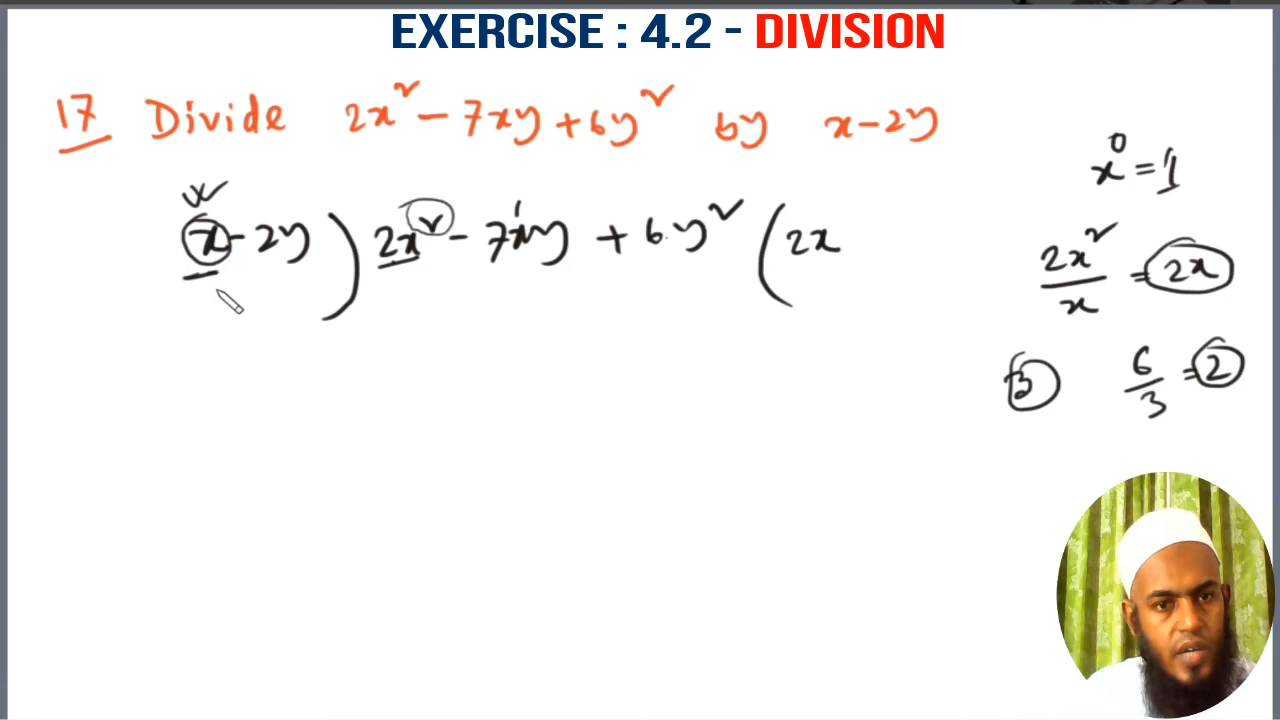 EXERCISE : 4.2 - DIVISION
17 Divide 2x² - 7xy + 6y² by x - 2y
x - 2y ) 2x² - 7x¹y + 6y² ( 2x
x⁰ = 1
2x²/x = 2x
3 6/3 = 2